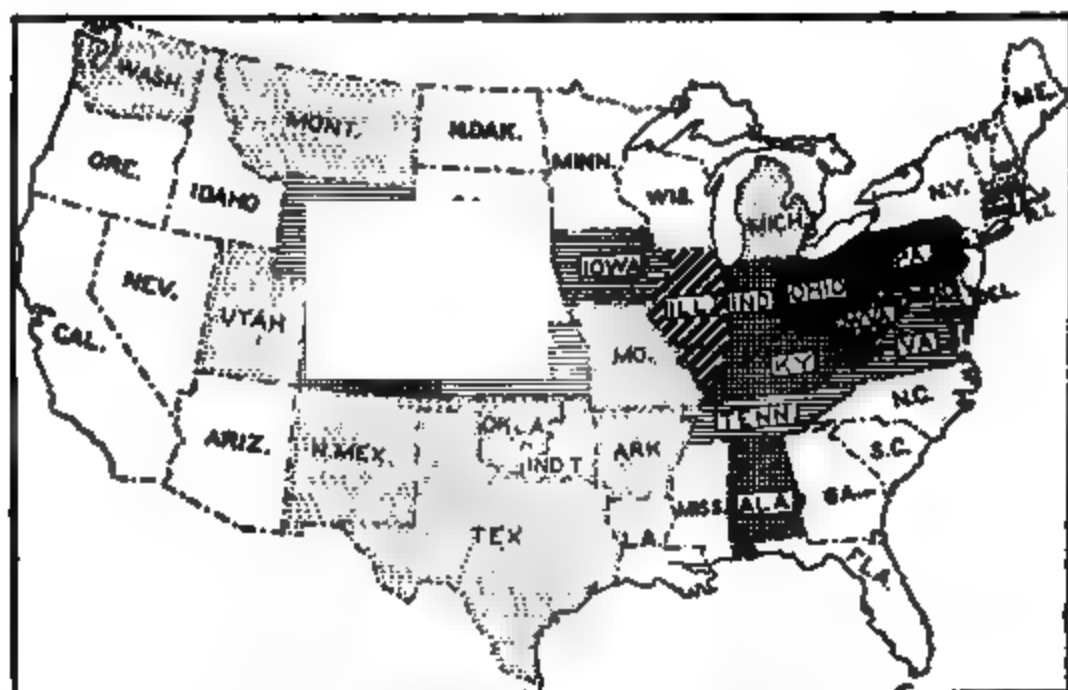 WASH
MONT.
N.DAK.
MINN.
ME.
ORE.
IDAHO
WIS.
MICH
N.Y.
NEV.
UTAH
IOWA
ILL.
IND
OHIO
PA
DEL.
CAL.
MO.
KY
VA.
ARIZ.
N.MEX.
OKLA
IND T.
ARK
TENN.
N.C.
S.C.
TEX
LA.
MISS.
ALA
GA.
FLA.